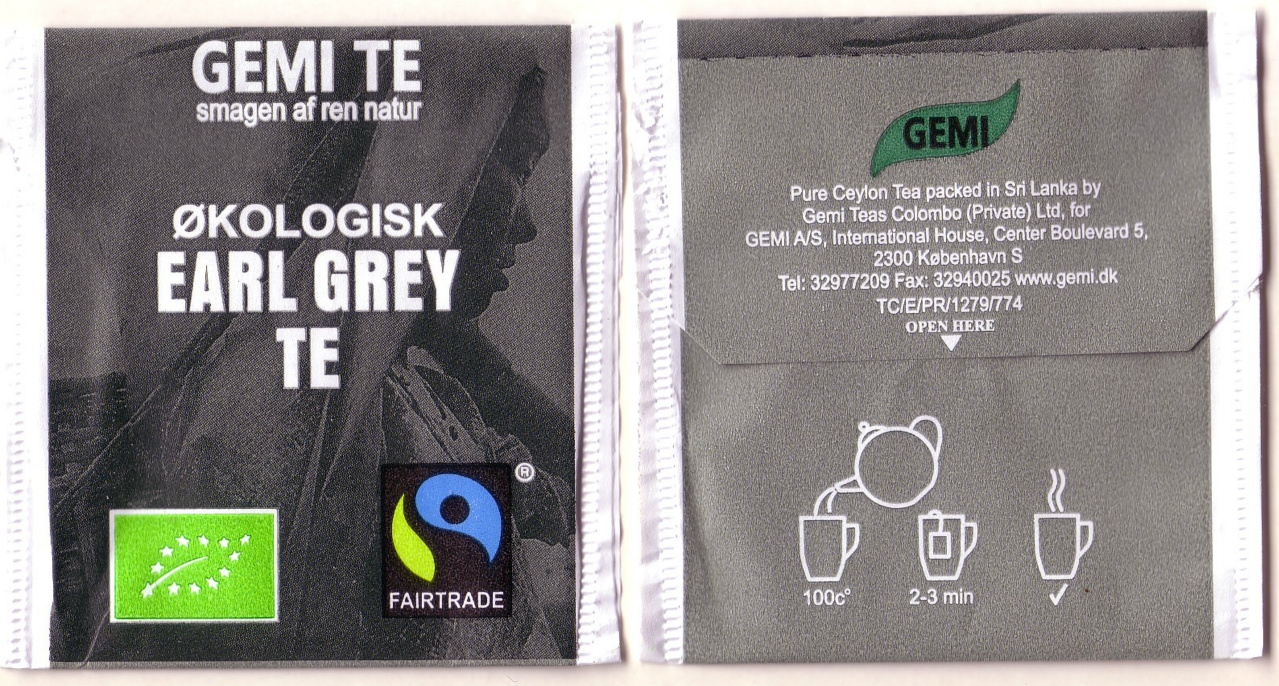 GEMI TE
smagen af ren natur
ØKOLOGISK
EARL GREY
TE
®
FAIRTRADE
GEMI
Pure Ceylon Tea packed in Sri Lanka by
Gemi Teas Colombo (Private) Ltd, for
GEMI A/S, International House, Center Boulevard 5,
2300 København S
Tel: 32977209 Fax: 32940025 www.gemi.dk
TC/E/PR/1279/774
OPEN HERE
100c°
2-3 min